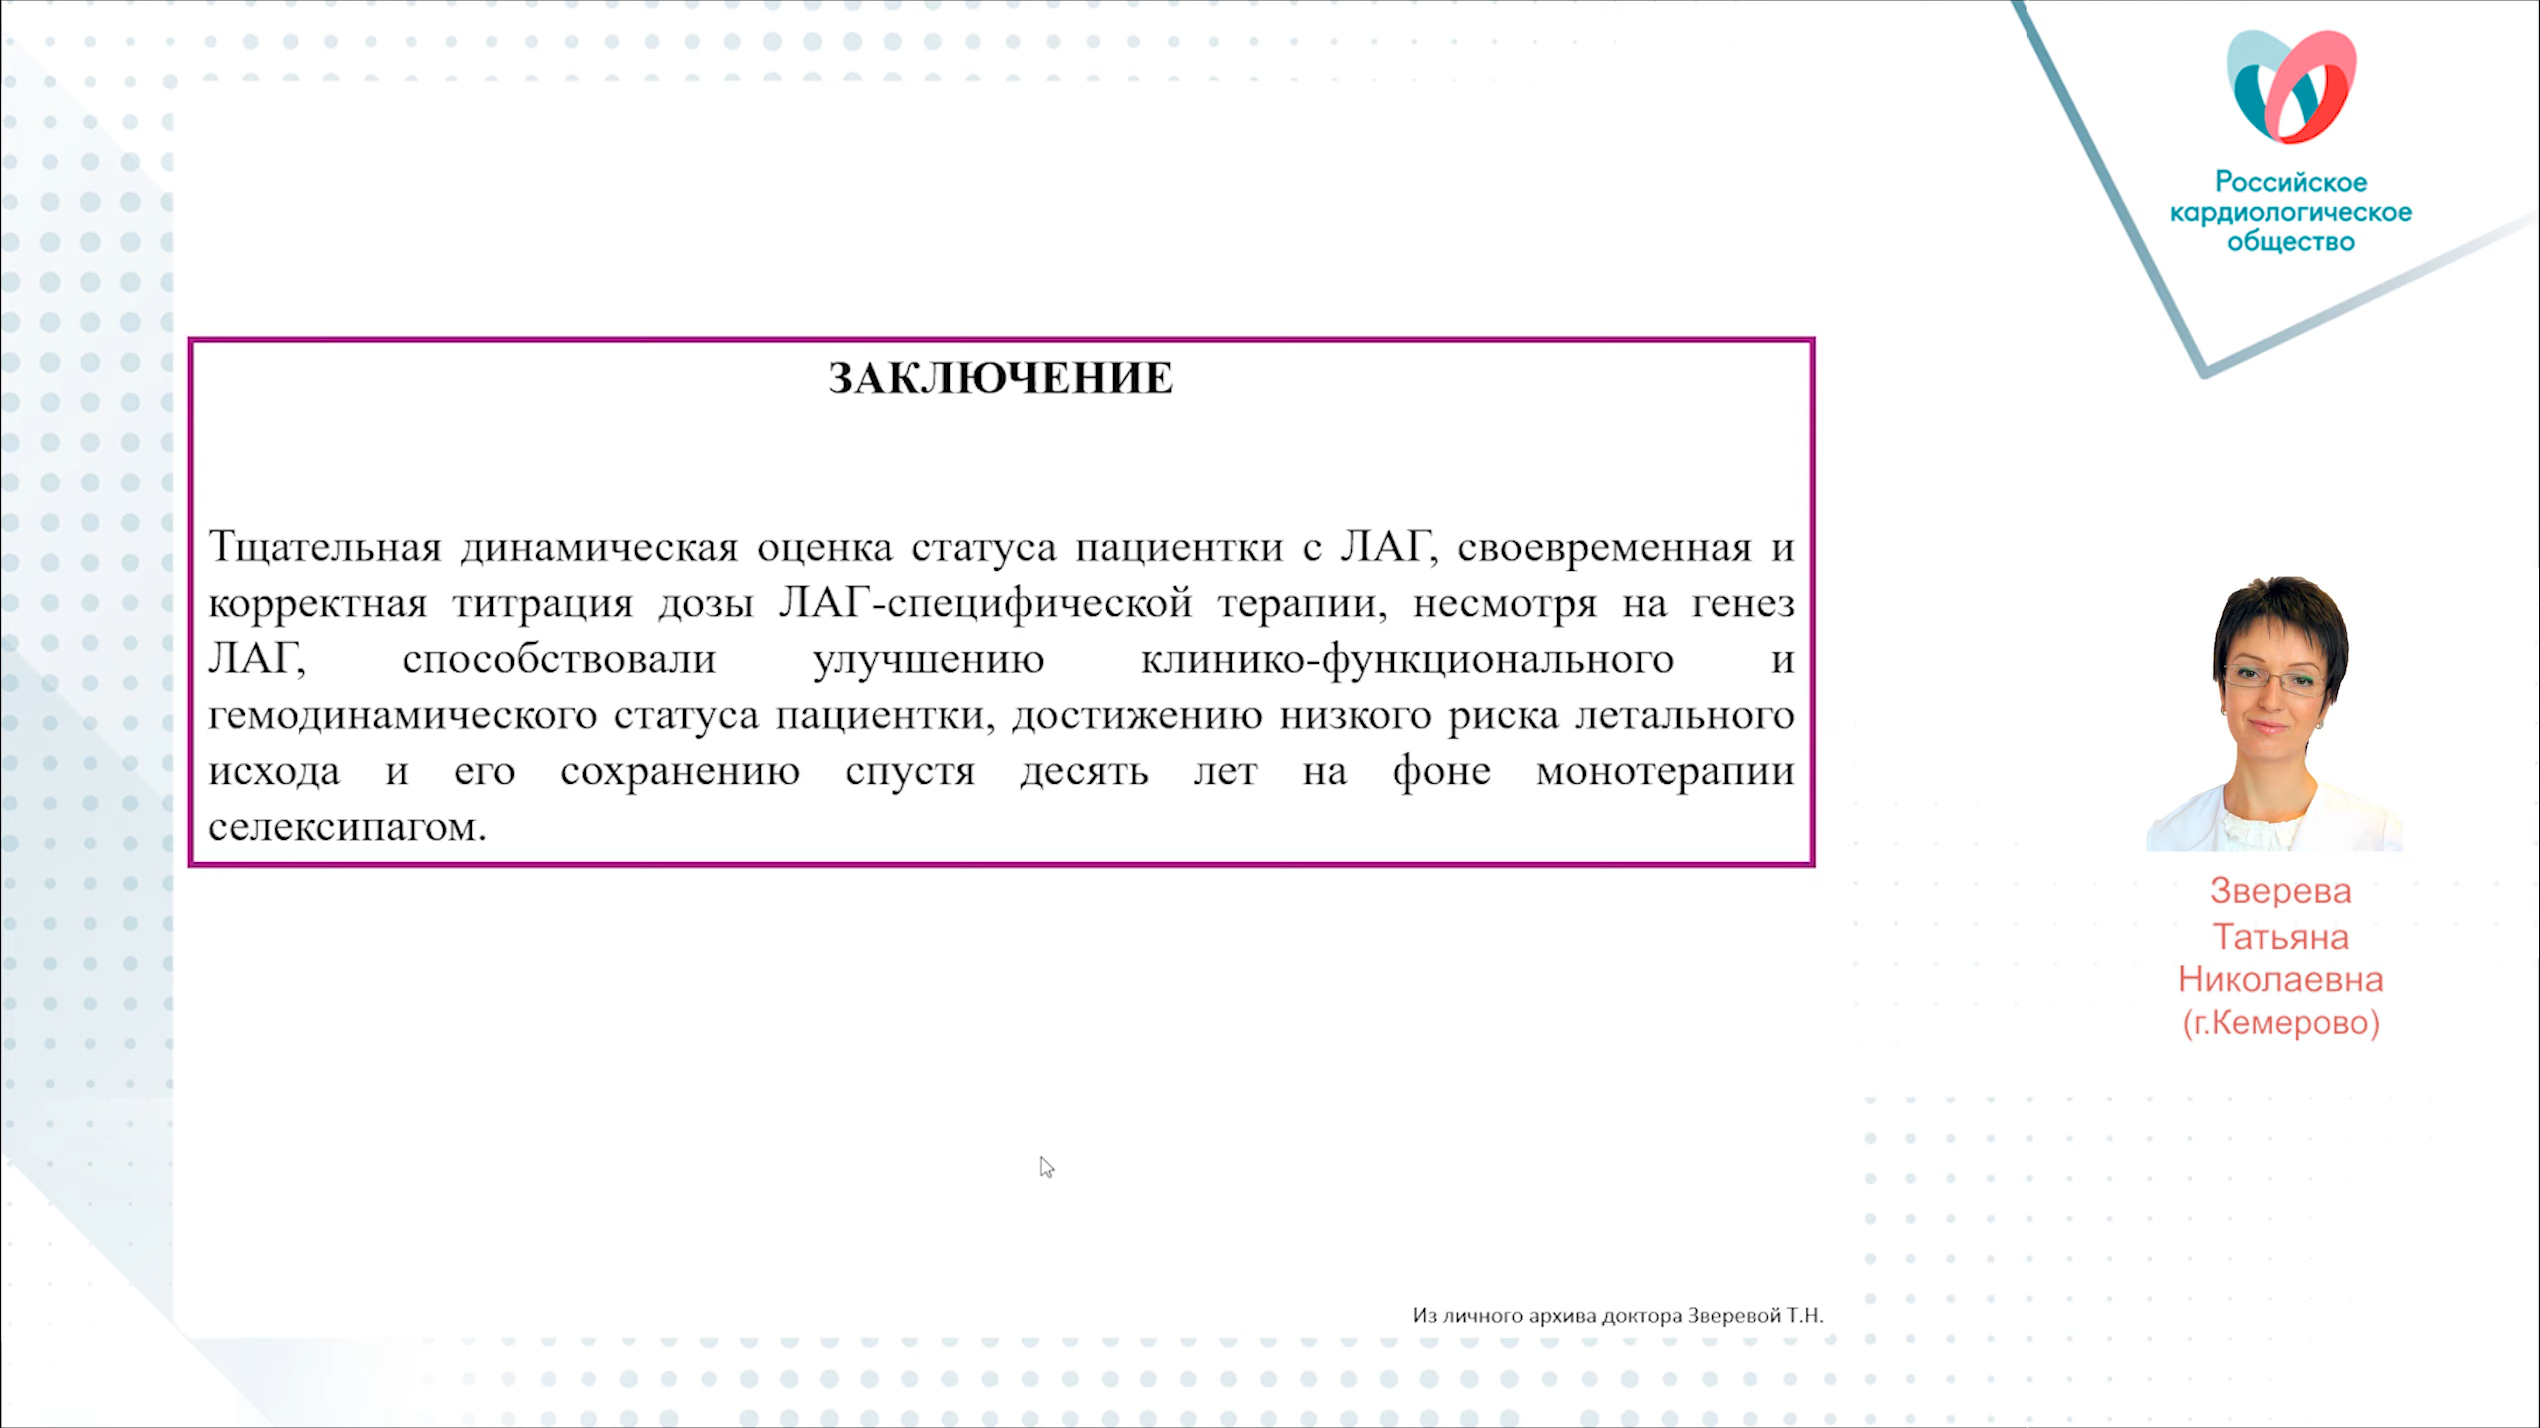 Российское
кардиологическое
общество
ЗАКЛЮЧЕНИЕ
Тщательная динамическая оценка статуса пациентки с ЛАГ, своевременная и
корректная титрация дозы ЛАГ-специфической терапии, несмотря на генез
ЛАГ, способствовали улучшению клинико-функционального и
гемодинамического статуса пациентки, достижению низкого риска летального
исхода и его сохранению спустя десять лет на фоне монотерапии
селексипагом.
Зверева
Татьяна
Николаевна
(г.Кемерово)
Из личного архива доктора Зверевой Т.Н.